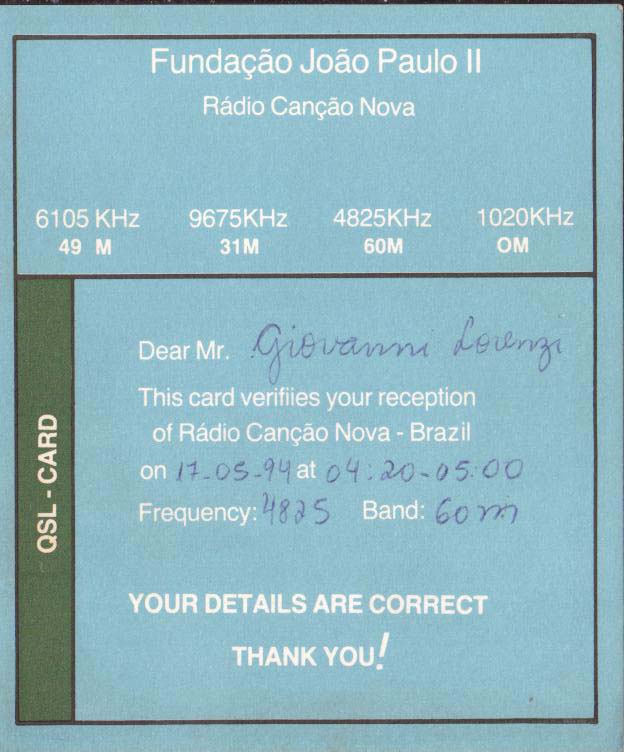 Fundação João Paulo II
Rádio Canção Nova
6105 KHz 9675KHz 4825KHz 1020KHz
49 M 31M 60M OM
QSL - CARD
Dear Mr. Giovanni Lorenzi
This card verifiies your reception
of Rádio Canção Nova - Brazil
on 17-05-94 at 04:20-05:00
Frequency: 4825 Band: 60m
YOUR DETAILS ARE CORRECT
THANK YOU!